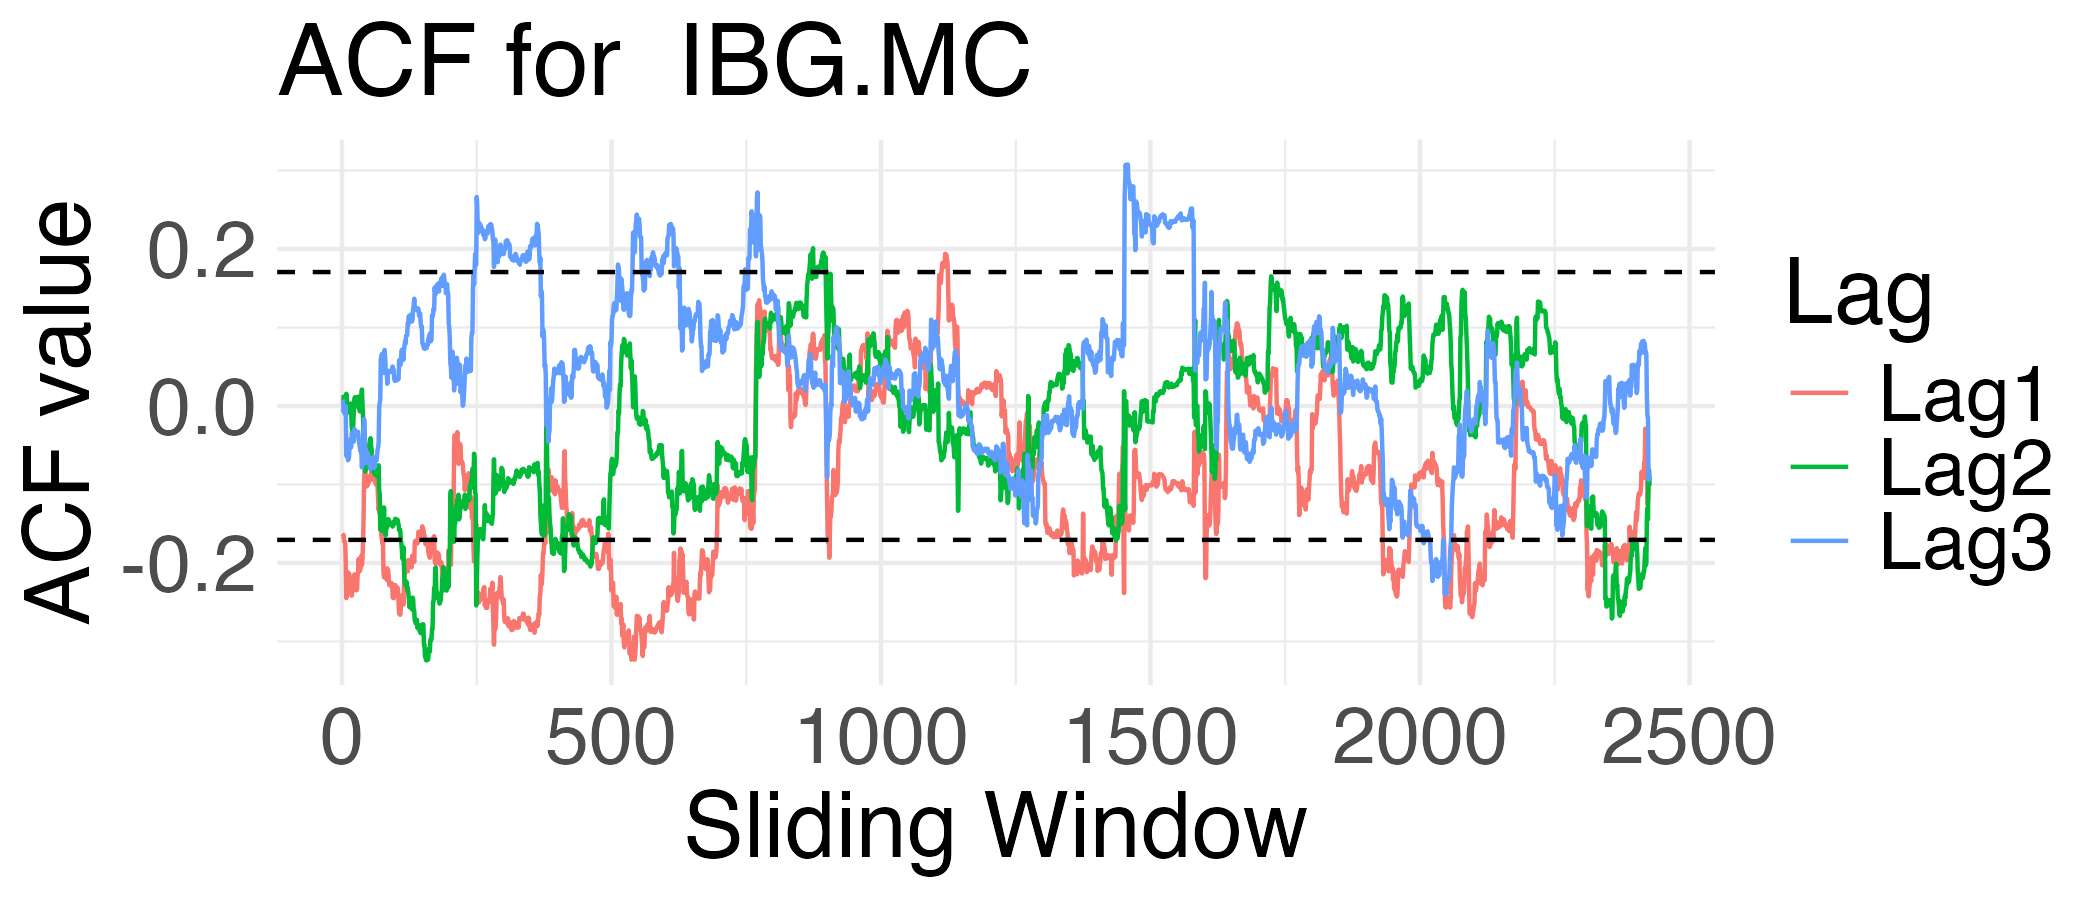 ACF for  IBG.MC
ACF value
0.2
0.0
-0.2
0
500
1000
1500
2000
2500
Sliding Window
Lag
Lag1
Lag2
Lag3